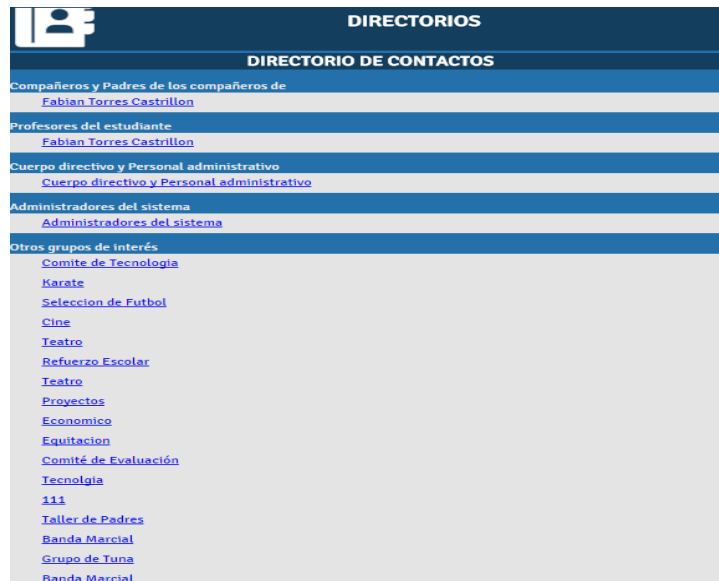 DIRECTORIOS
DIRECTORIO DE CONTACTOS
Compañeros y Padres de los compañeros de
Fabian Torres Castrillon
Profesores del estudiante
Fabian Torres Castrillon
Cuerpo directivo y Personal administrativo
Cuerpo directivo y Personal administrativo
Administradores del sistema
Administradores del sistema
Otros grupos de interés
Comite de Tecnologia
Karate
Seleccion de Futbol
Cine
Teatro
Refuerzo Escolar
Teatro
Proyectos
Economico
Equitacion
Comité de Evaluación
Tecnolgia
111
Taller de Padres
Banda Marcial
Grupo de Tuna
Banda Marcial